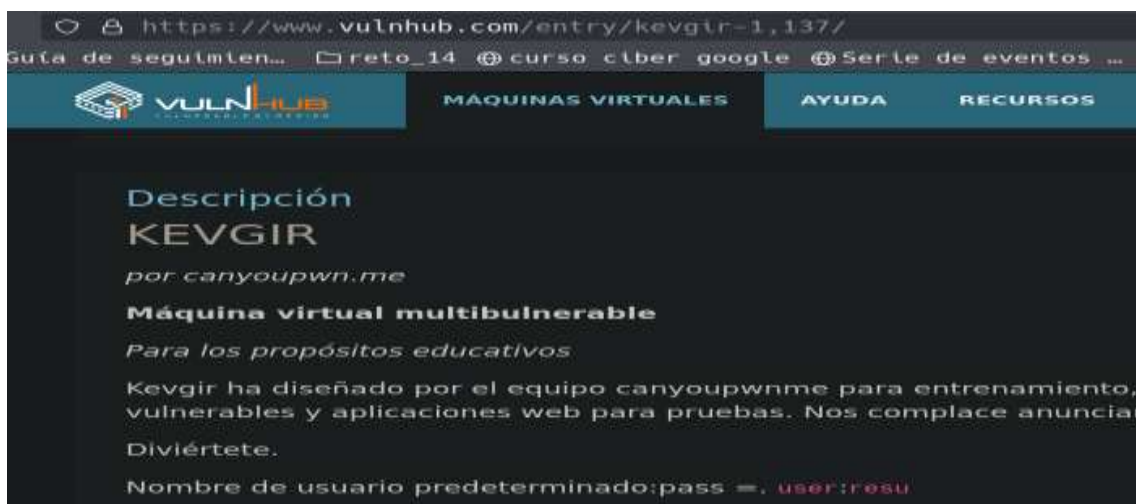 https://www.vulnhub.com/entry/kevgir-1,137/
Guía de seguimien… reto_14 curso ciber google Serie de eventos …
VULNHUB MÁQUINAS VIRTUALES AYUDA RECURSOS
Descripción
KEVGIR
por canyoupwn.me
Máquina virtual multibulnerable
Para los propósitos educativos
Kevgir ha diseñado por el equipo canyoupwnme para entrenamiento,
vulnerables y aplicaciones web para pruebas. Nos complace anunciar
Diviértete.
Nombre de usuario predeterminado:pass =. user:resu